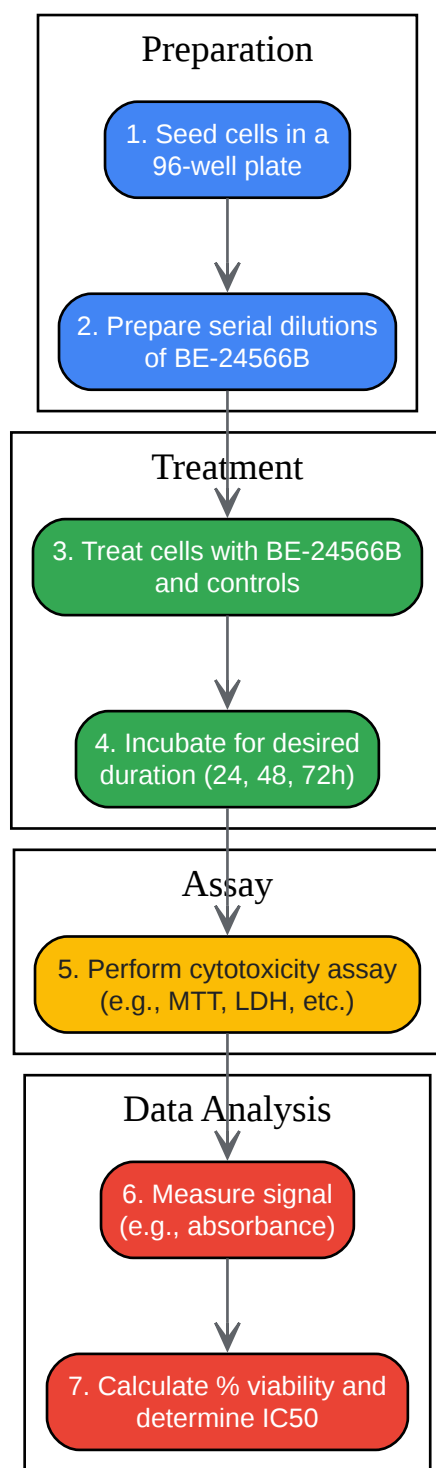 Preparation
1. Seed cells in a
96-well plate
2. Prepare serial dilutions
of BE-24566B
Treatment
3. Treat cells with BE-24566B
and controls
4. Incubate for desired
duration (24, 48, 72h)
Assay
5. Perform cytotoxicity assay
(e.g., MTT, LDH, etc.)
Data Analysis
6. Measure signal
(e.g., absorbance)
7. Calculate % viability and
determine IC50